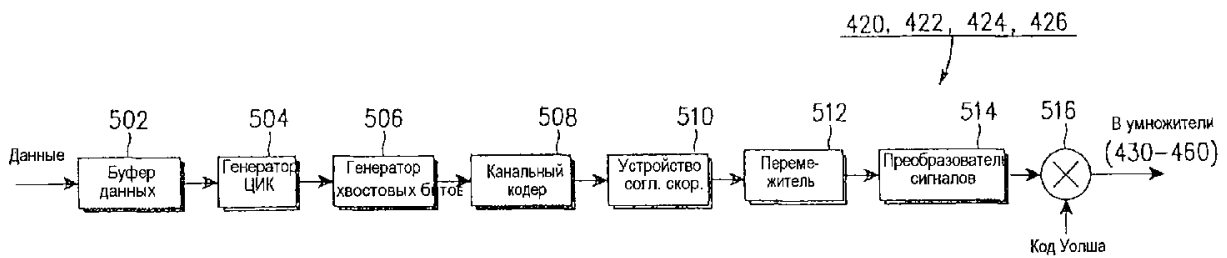 420, 422, 424, 426
502 504 506 508 510 512 514 516
Данные
Буфер
данных
Генератор
ЦИК
Генератор
хвостовых битов
Канальный
кодер
Устройство
согл. скор.
Переме-
житель
Преобразователь
сигналов
В умножители
(430-460)
Код Уолша